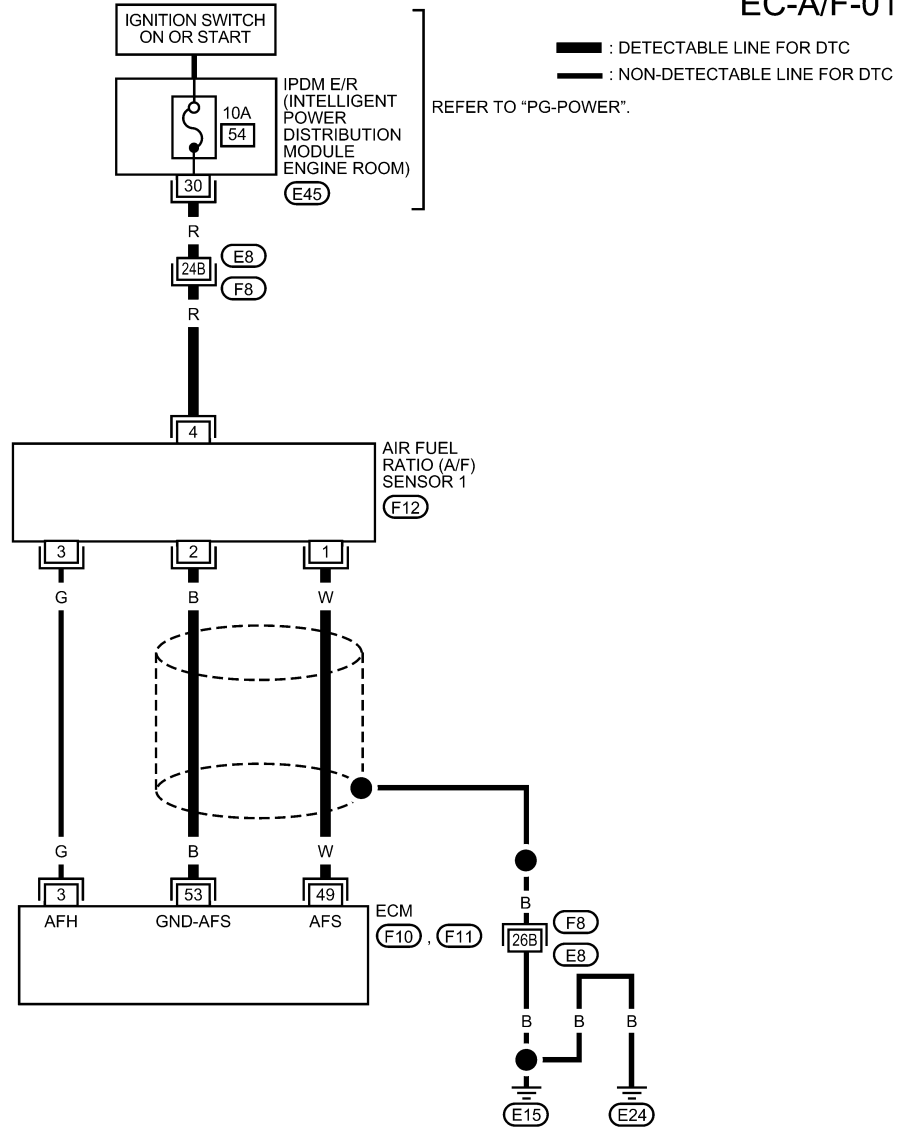 EC-A/F-01
IGNITION SWITCH
ON OR START
: DETECTABLE LINE FOR DTC
: NON-DETECTABLE LINE FOR DTC
IPDM E/R
(INTELLIGENT
POWER
DISTRIBUTION
MODULE
ENGINE ROOM)
REFER TO “PG-POWER”.
10A
54
30
E45
R
24B
E8
F8
R
4
AIR FUEL
RATIO (A/F)
SENSOR 1
F12
3 2 1
G B W
G B W
3 53 49
AFH GND-AFS AFS
ECM
F10 , F11
B
26B
F8
E8
B B B
E15 E24